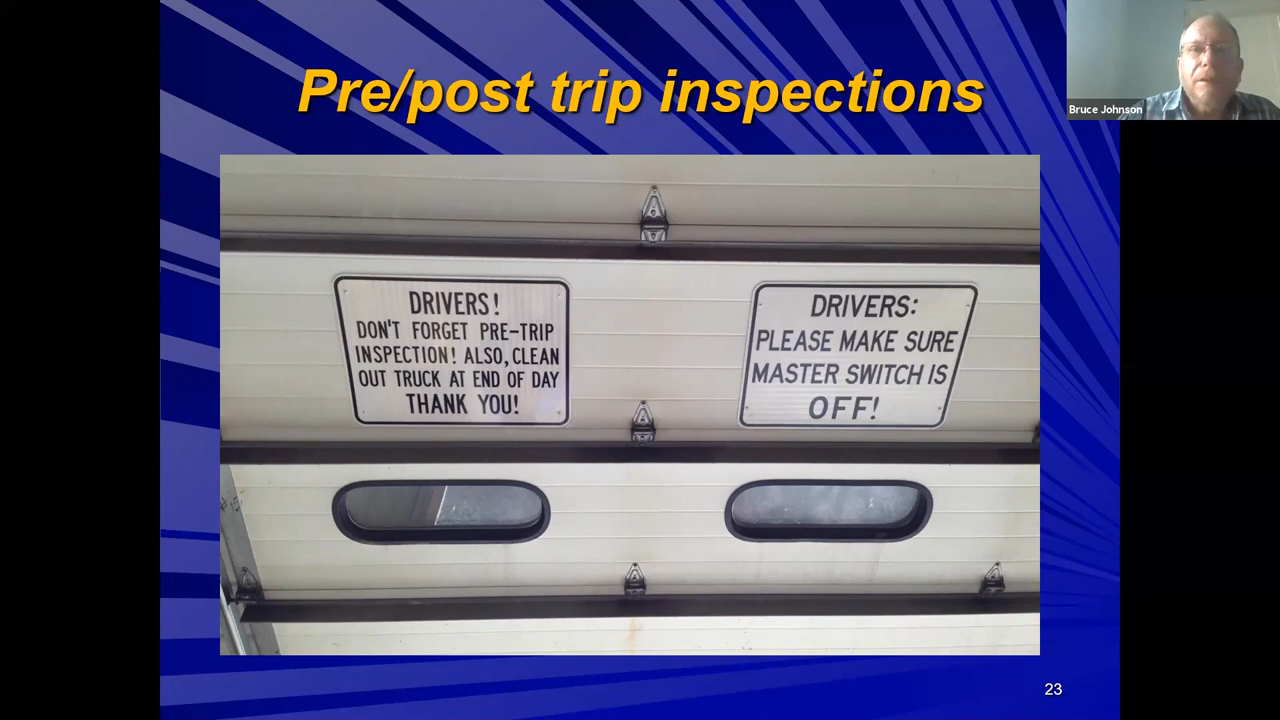 Pre/post trip inspections
Bruce Johnson
DRIVERS!
DON'T FORGET PRE-TRIP
INSPECTION! ALSO, CLEAN
OUT TRUCK AT END OF DAY
THANK YOU!
DRIVERS:
PLEASE MAKE SURE
MASTER SWITCH IS
OFF!
23